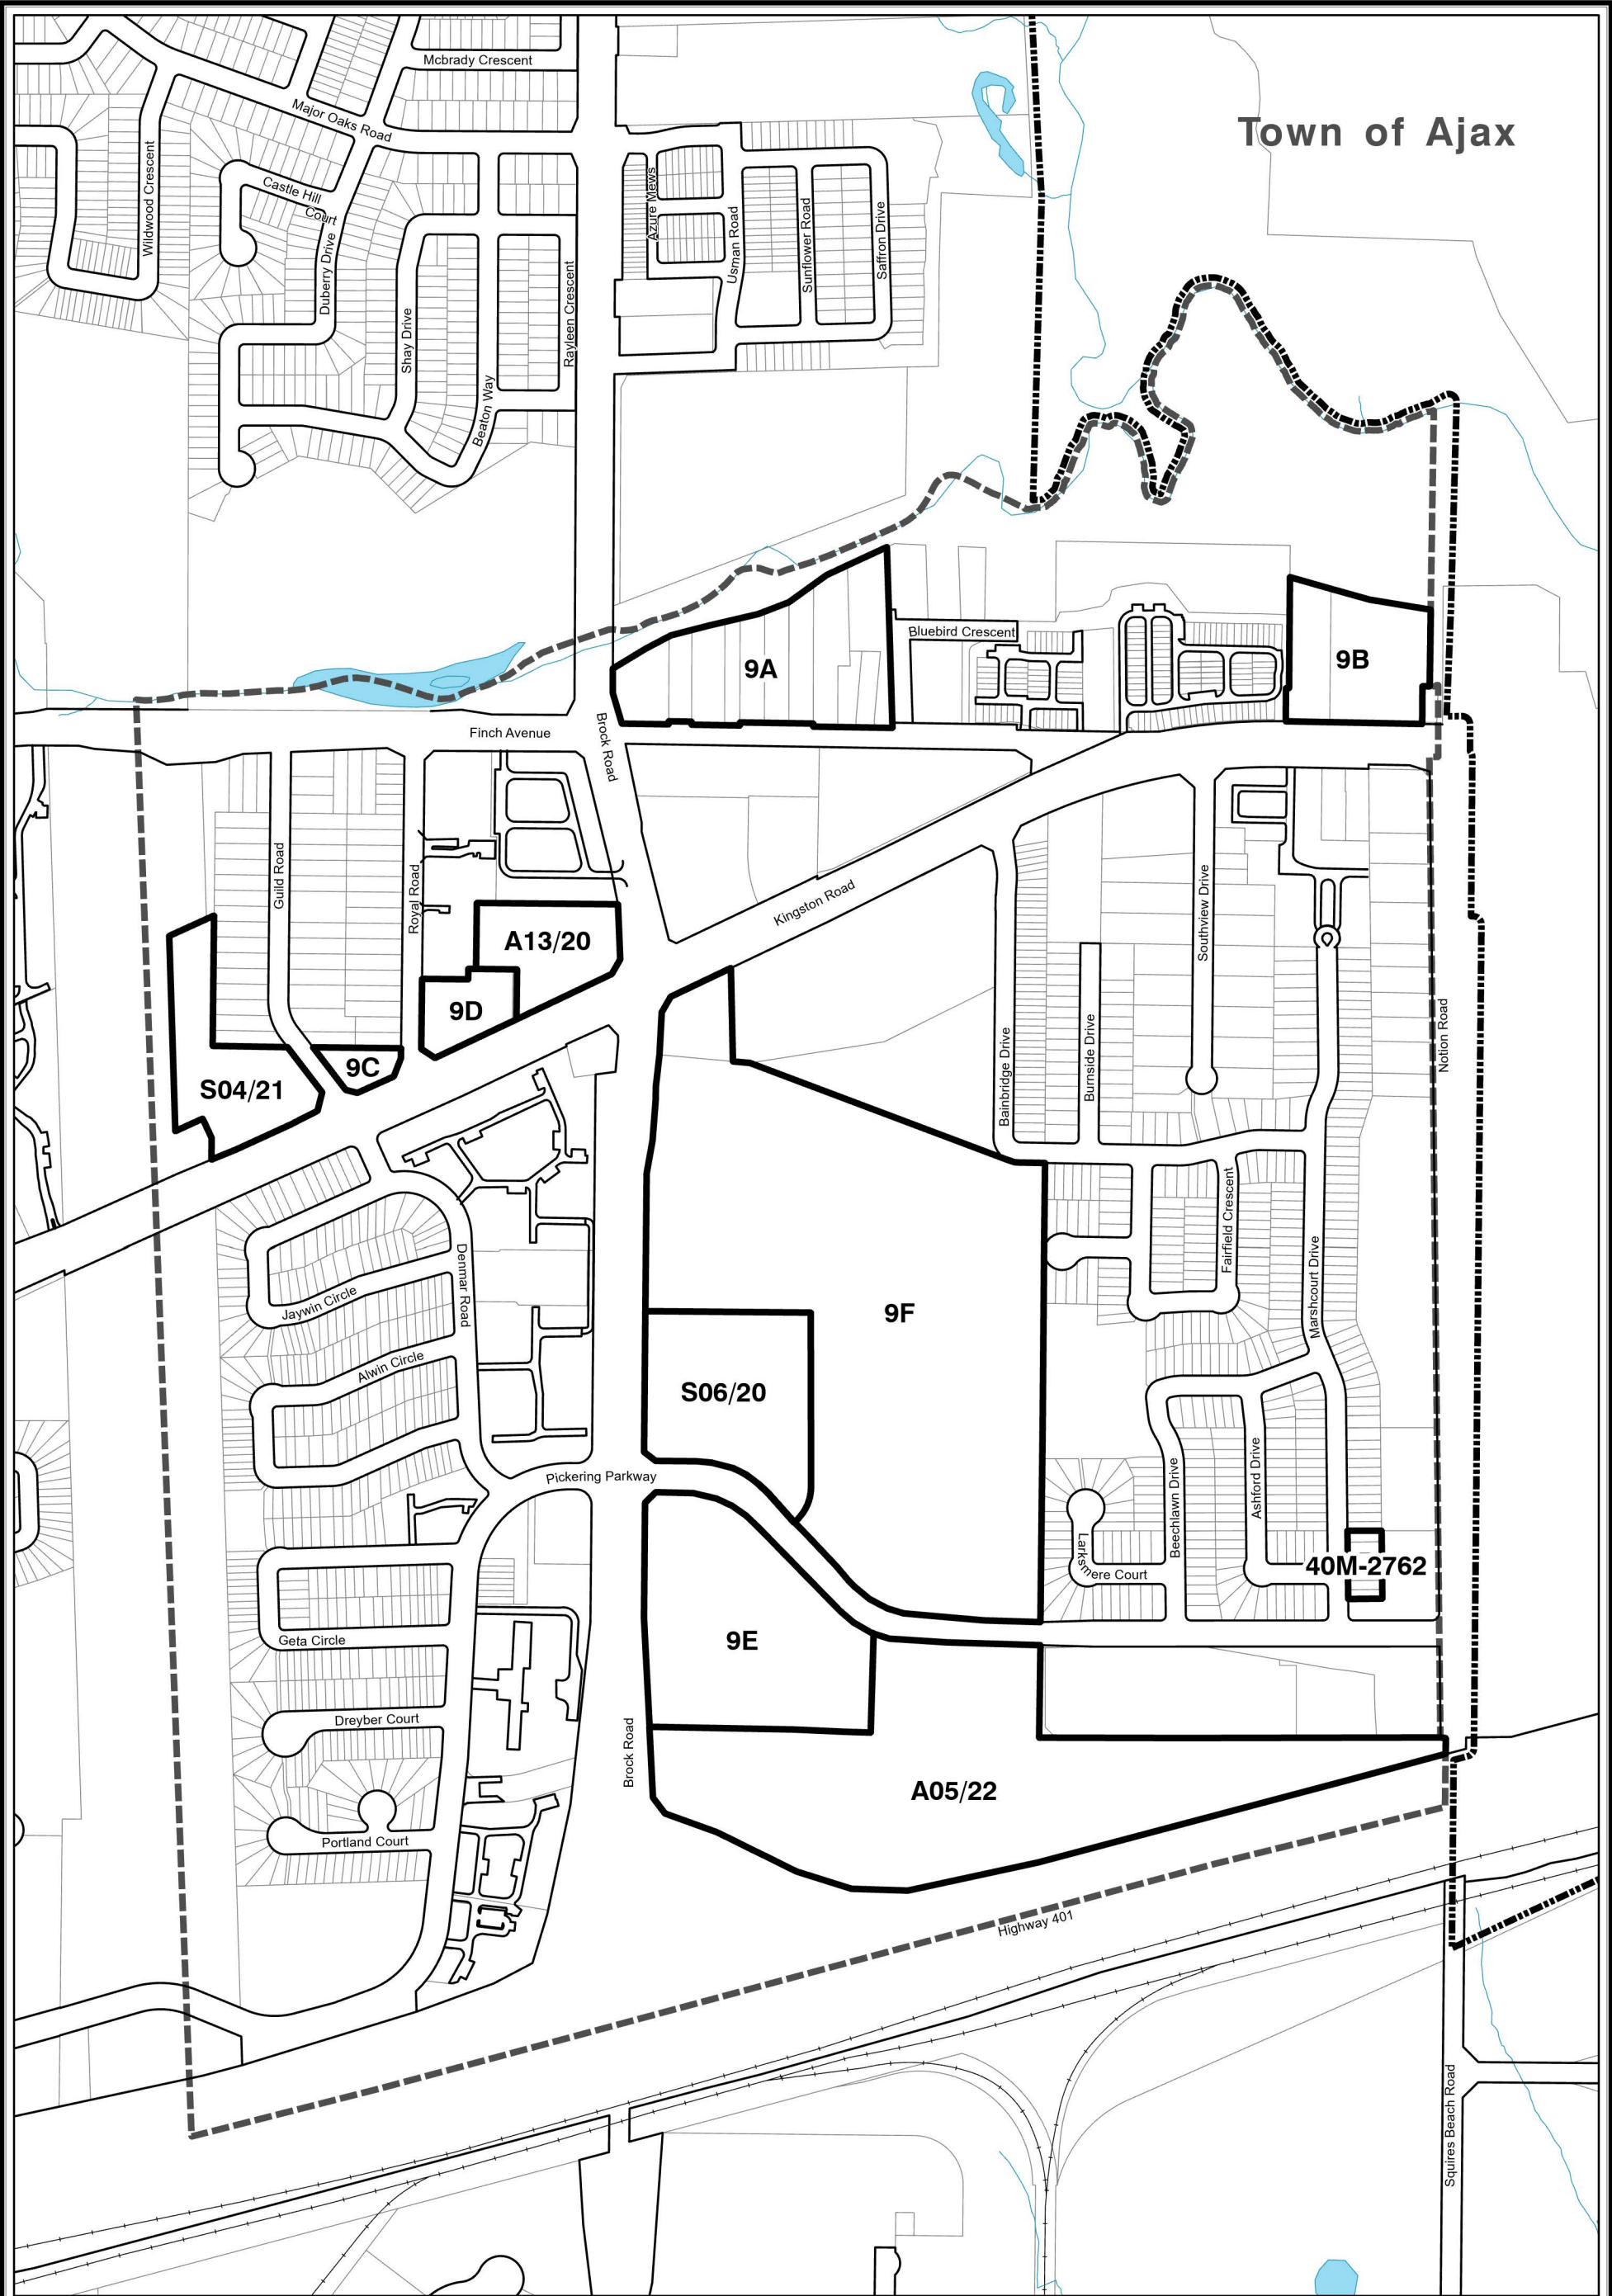 Mcbrady Crescent
Major Oaks Road
Town of Ajax
Wildwood Crescent
Castle Hill
Court
Duberry Drive
Shay Drive
Beaton Way
Rayleen Crescent
Azure Mews
Usman Road
Sunflower Road
Saffron Drive
Bluebird Crescent
9A
9B
Finch Avenue
Brock Road
Guild Road
Royal Road
Kingston Road
Southview Drive
A13/20
9D
9C
S04/21
Bainbridge Drive
Burnside Drive
Notion Road
Fairfield Crescent
Marshcourt Drive
Denmar Road
Jaywin Circle
Alwin Circle
9F
S06/20
Pickering Parkway
Beechlawn Drive
Ashford Drive
Larksmere Court
40M-2762
Geta Circle
9E
Dreyber Court
Brock Road
A05/22
Portland Court
Highway 401
Squires Beach Road